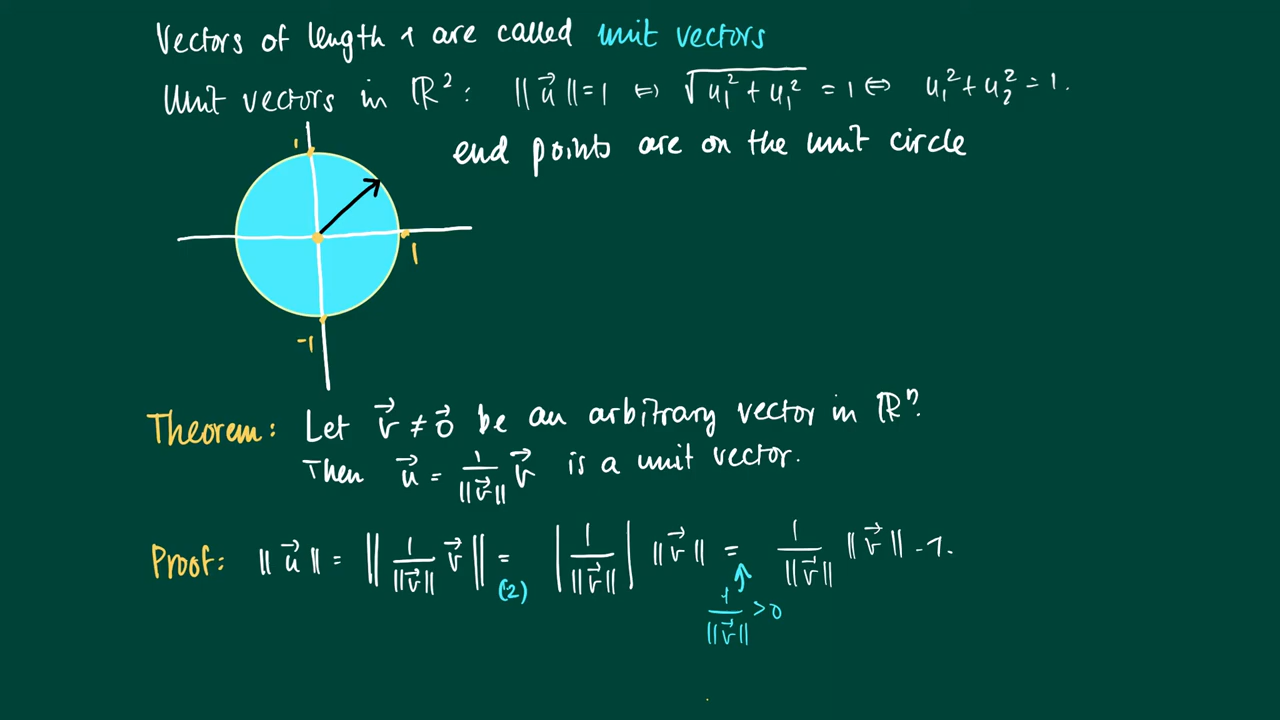 Vectors of length 1 are called unit vectors
Unit vectors in ℝ²: ‖u⃗‖=1 ⇔ √(u₁²+u₁²) = 1 ⇔ u₁²+u₂²=1.
end points are on the unit circle
1
1
-1
Theorem: Let v⃗ ≠ 0⃗ be an arbitrary vector in ℝⁿ.
Then u⃗ = 1/‖v⃗‖ v⃗ is a unit vector.
Proof: ‖u⃗‖ = ‖1/‖v⃗‖ v⃗‖ = |1/‖v⃗‖| ‖v⃗‖ = 1/‖v⃗‖ ‖v⃗‖ = 1.
(2)
1/‖v⃗‖ >0